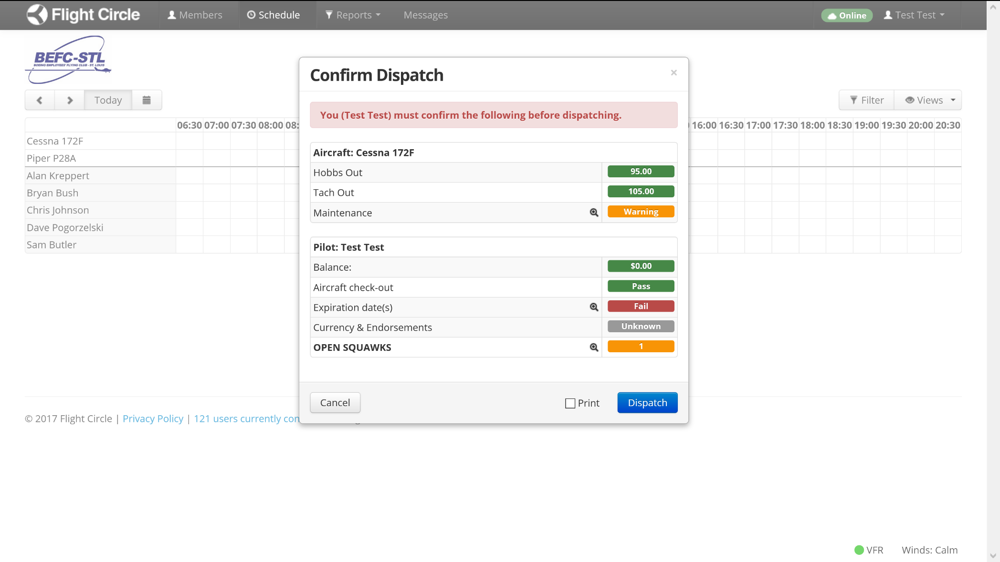 Flight Circle
Members
Schedule
Reports
Messages
Online
Test Test
BEFC-STL
BOEING EMPLOYEES' FLYING CLUB - ST. LOUIS
Today
Filter
Views
06:30 07:00 07:30 08:00 08:
16:00 16:30 17:00 17:30 18:00 18:30 19:00 19:30 20:00 20:30
Cessna 172F
Piper P28A
Alan Kreppert
Bryan Bush
Chris Johnson
Dave Pogorzelski
Sam Butler
Confirm Dispatch
×
You (Test Test) must confirm the following before dispatching.
Aircraft: Cessna 172F
Hobbs Out 95.00
Tach Out 105.00
Maintenance Warning
Pilot: Test Test
Balance: $0.00
Aircraft check-out Pass
Expiration date(s) Fail
Currency & Endorsements Unknown
OPEN SQUAWKS 1
Cancel
Print
Dispatch
© 2017 Flight Circle | Privacy Policy | 121 users currently con
VFR
Winds: Calm